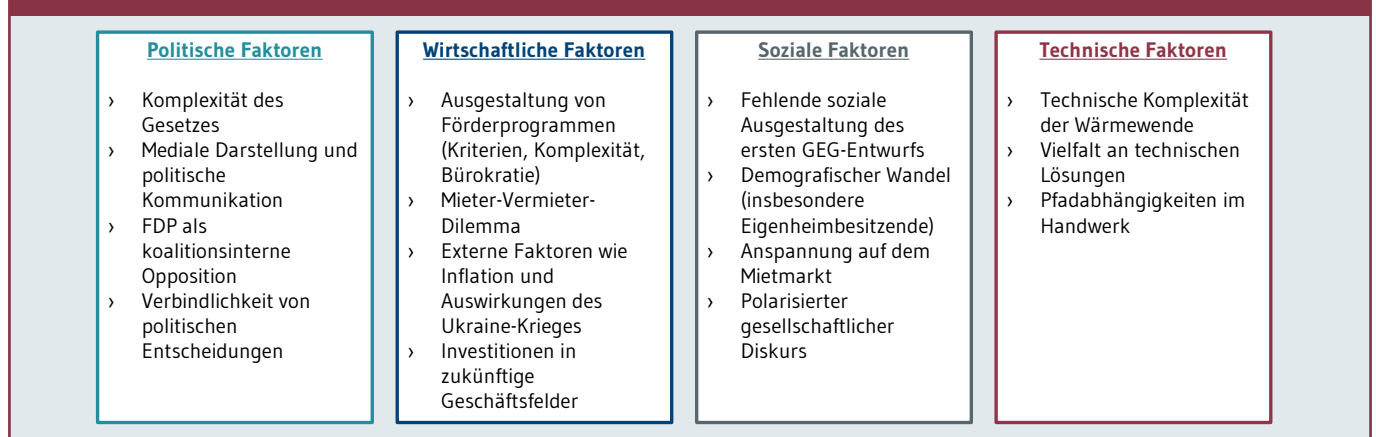 Politische Faktoren
› Komplexität des
Gesetzes
› Mediale Darstellung und
politische
Kommunikation
› FDP als
koalitionsinterne
Opposition
› Verbindlichkeit von
politischen
Entscheidungen
Wirtschaftliche Faktoren
› Ausgestaltung von
Förderprogrammen
(Kriterien, Komplexität,
Bürokratie)
› Mieter-Vermieter-
Dilemma
› Externe Faktoren wie
Inflation und
Auswirkungen des
Ukraine-Krieges
› Investitionen in
zukünftige
Geschäftsfelder
Soziale Faktoren
› Fehlende soziale
Ausgestaltung des
ersten GEG-Entwurfs
› Demografischer Wandel
(insbesondere
Eigenheimbesitzende)
› Anspannung auf dem
Mietmarkt
› Polarisierter
gesellschaftlicher
Diskurs
Technische Faktoren
› Technische Komplexität
der Wärmewende
› Vielfalt an technischen
Lösungen
› Pfadabhängigkeiten im
Handwerk